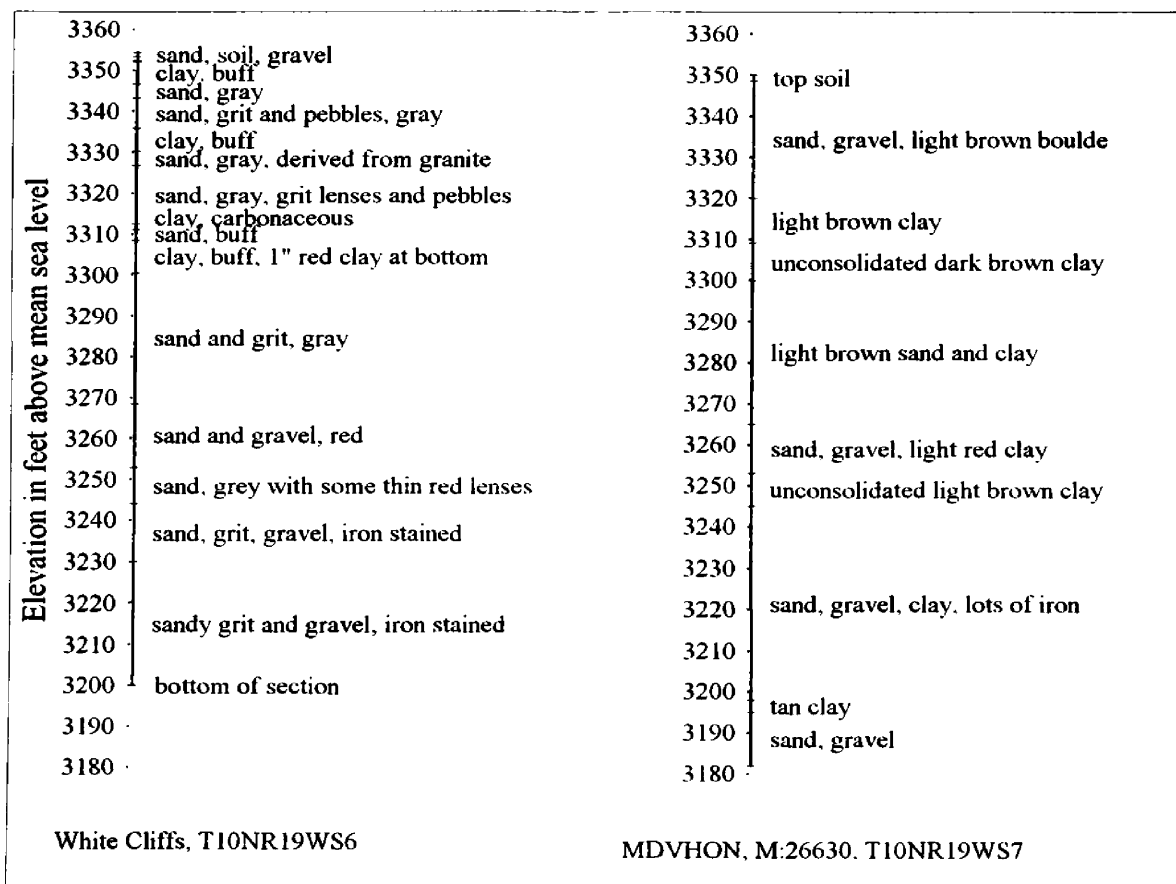 Elevation in feet above mean sea level
3360
3350
3340
3330
3320
3310
3300
3290
3280
3270
3260
3250
3240
3230
3220
3210
3200
3190
3180
sand, soil, gravel
clay, buff
sand, gray
sand, grit and pebbles, gray
clay, buff
sand, gray, derived from granite
sand, gray, grit lenses and pebbles
clay, carbonaceous
sand, buff
clay, buff, 1" red clay at bottom
sand and grit, gray
sand and gravel, red
sand, grey with some thin red lenses
sand, grit, gravel, iron stained
sandy grit and gravel, iron stained
bottom of section
White Cliffs, T10NR19WS6
3360
3350
3340
3330
3320
3310
3300
3290
3280
3270
3260
3250
3240
3230
3220
3210
3200
3190
3180
top soil
sand, gravel, light brown boulde
light brown clay
unconsolidated dark brown clay
light brown sand and clay
sand, gravel, light red clay
unconsolidated light brown clay
sand, gravel, clay, lots of iron
tan clay
sand, gravel
MDVHON, M:26630, T10NR19WS7